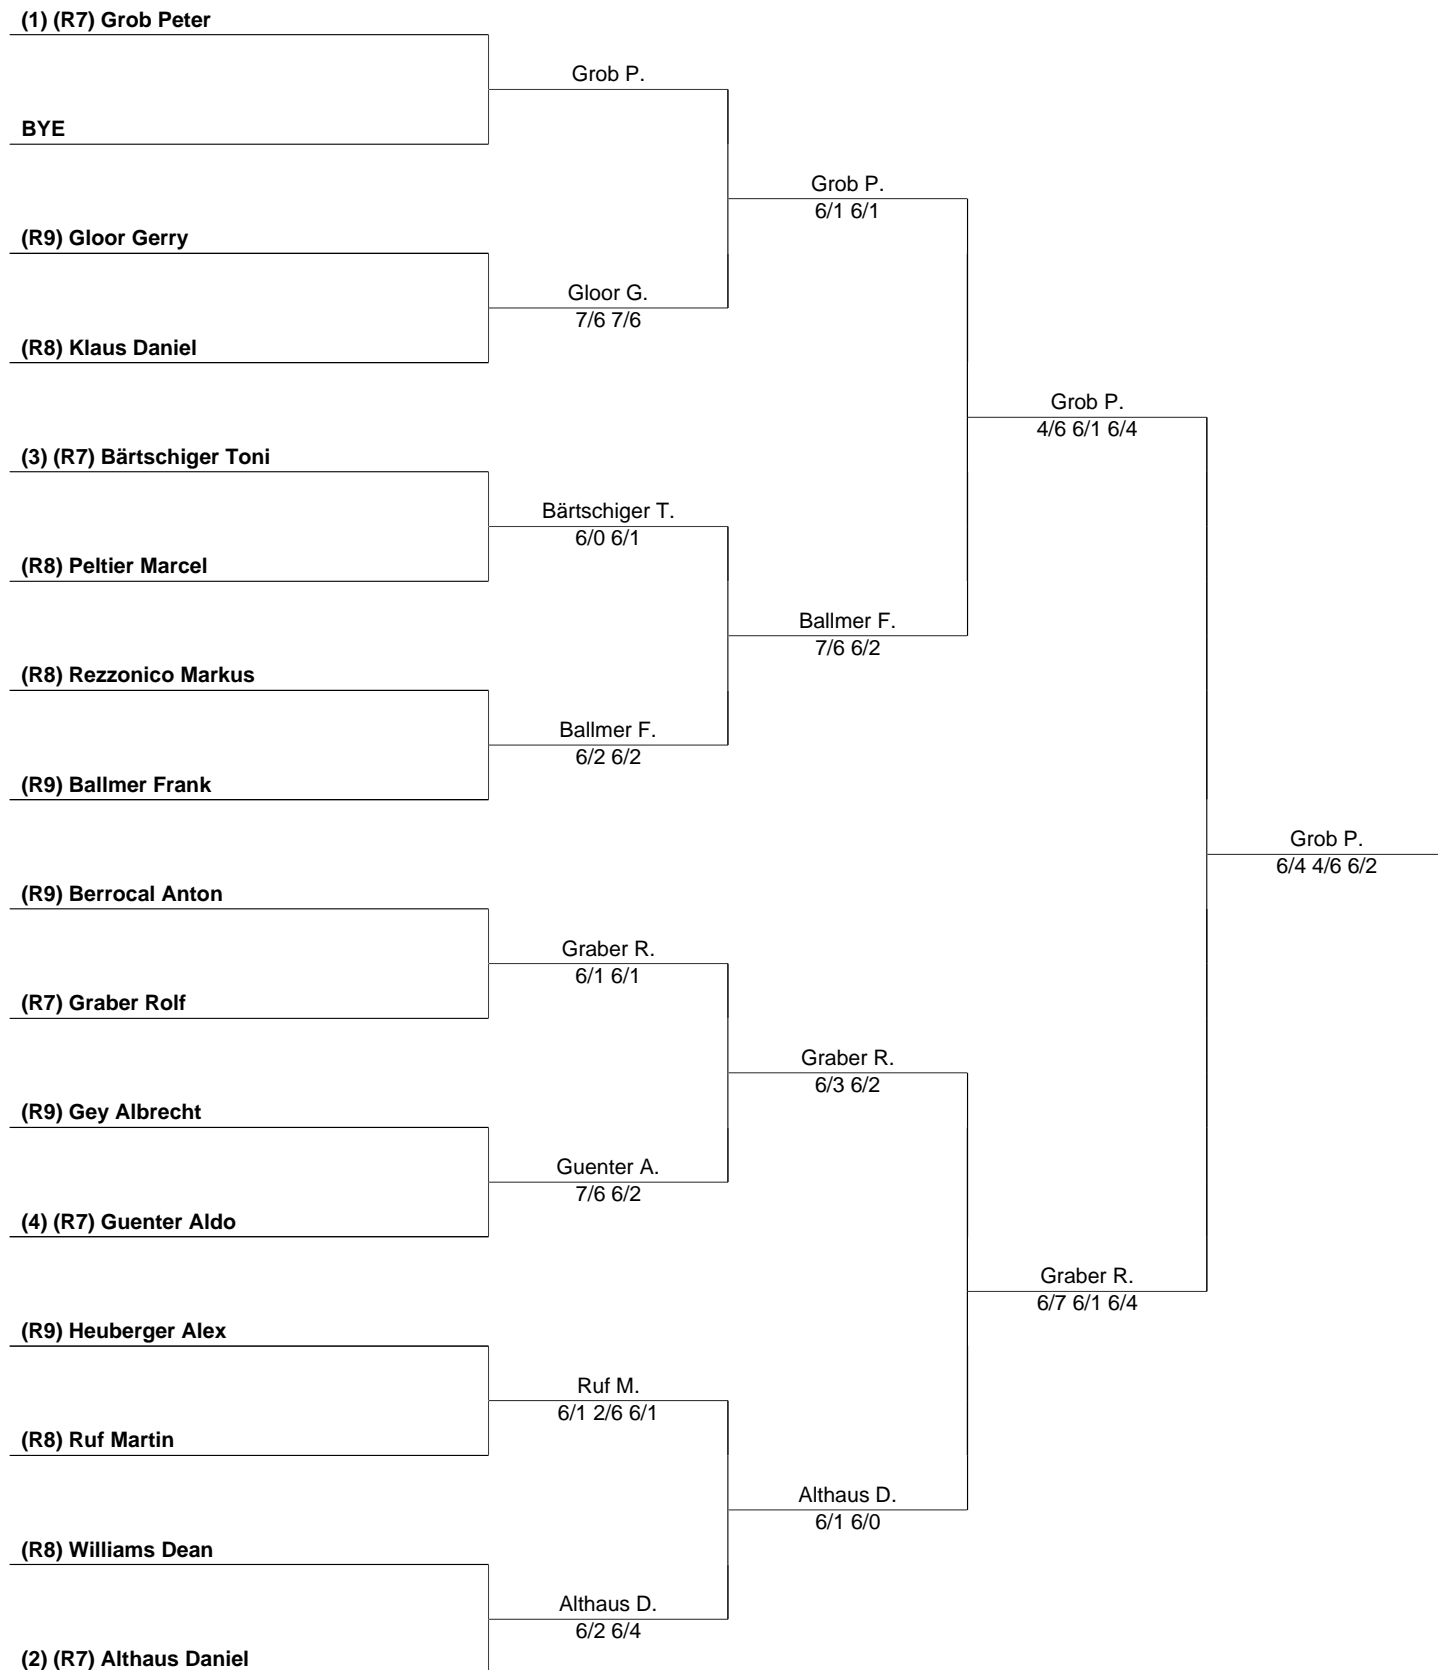 (1) (R7) Grob Peter
Grob P.
BYE
Grob P.
6/1 6/1
(R9) Gloor Gerry
Gloor G.
7/6 7/6
(R8) Klaus Daniel
Grob P.
4/6 6/1 6/4
(3) (R7) Bärtschiger Toni
Bärtschiger T.
6/0 6/1
(R8) Peltier Marcel
Ballmer F.
7/6 6/2
(R8) Rezzonico Markus
Ballmer F.
6/2 6/2
(R9) Ballmer Frank
Grob P.
6/4 4/6 6/2
(R9) Berrocal Anton
Graber R.
6/1 6/1
(R7) Graber Rolf
Graber R.
6/3 6/2
(R9) Gey Albrecht
Guenter A.
7/6 6/2
(4) (R7) Guenter Aldo
Graber R.
6/7 6/1 6/4
(R9) Heuberger Alex
Ruf M.
6/1 2/6 6/1
(R8) Ruf Martin
Althaus D.
6/1 6/0
(R8) Williams Dean
Althaus D.
6/2 6/4
(2) (R7) Althaus Daniel